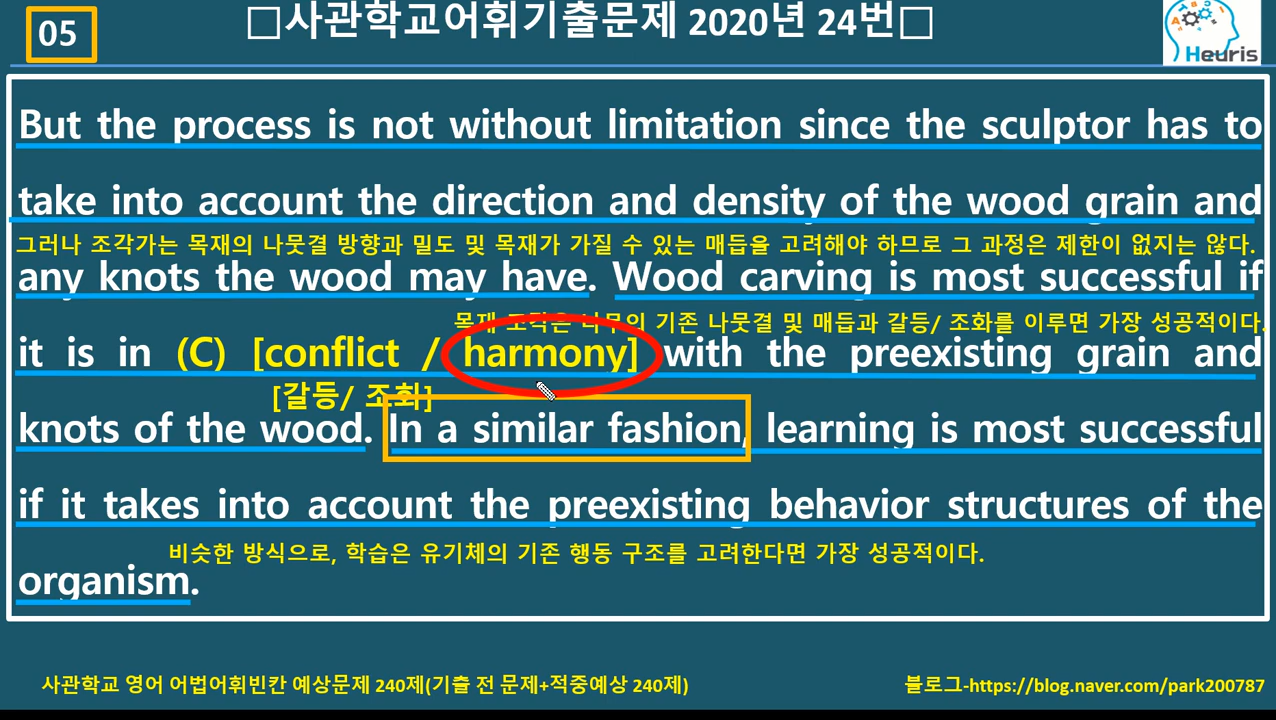 05
□사관학교어휘기출문제 2020년 24번□
Heuris
But the process is not without limitation since the sculptor has to
take into account the direction and density of the wood grain and
그러나 조각가는 목재의 나뭇결 방향과 밀도 및 목재가 가질 수 있는 매듭을 고려해야 하므로 그 과정은 제한이 없지는 않다.
any knots the wood may have. Wood carving is most successful if
목재 조각은 나무의 기존 나뭇결 및 매듭과 갈등/ 조화를 이루면 가장 성공적이다.
it is in (C) [conflict / harmony] with the preexisting grain and
[갈등/ 조화]
knots of the wood. In a similar fashion, learning is most successful
if it takes into account the preexisting behavior structures of the
비슷한 방식으로, 학습은 유기체의 기존 행동 구조를 고려한다면 가장 성공적이다.
organism.
사관학교 영어 어법어휘빈칸 예상문제 240제(기출 전 문제+적중예상 240제)
블로그-https://blog.naver.com/park200787